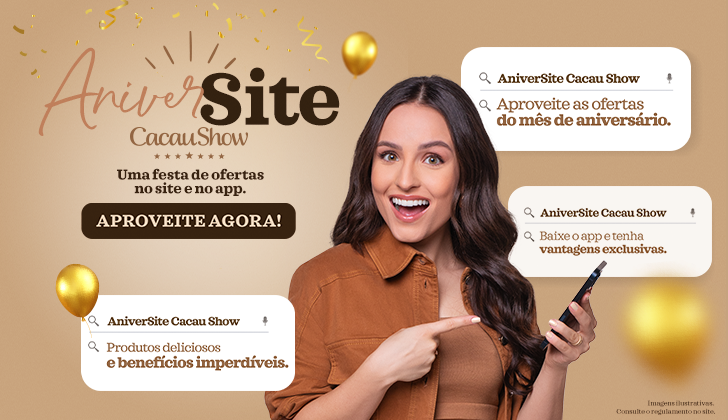 AniverSite
CacauShow
Uma festa de ofertas
no site e no app.
APROVEITE AGORA!
AniverSite Cacau Show
Aproveite as ofertas
do mês de aniversário.
AniverSite Cacau Show
Baixe o app e tenha
vantagens exclusivas.
AniverSite Cacau Show
Produtos deliciosos
e benefícios imperdíveis.
Imagens ilustrativas.
Consulte o regulamento no site.